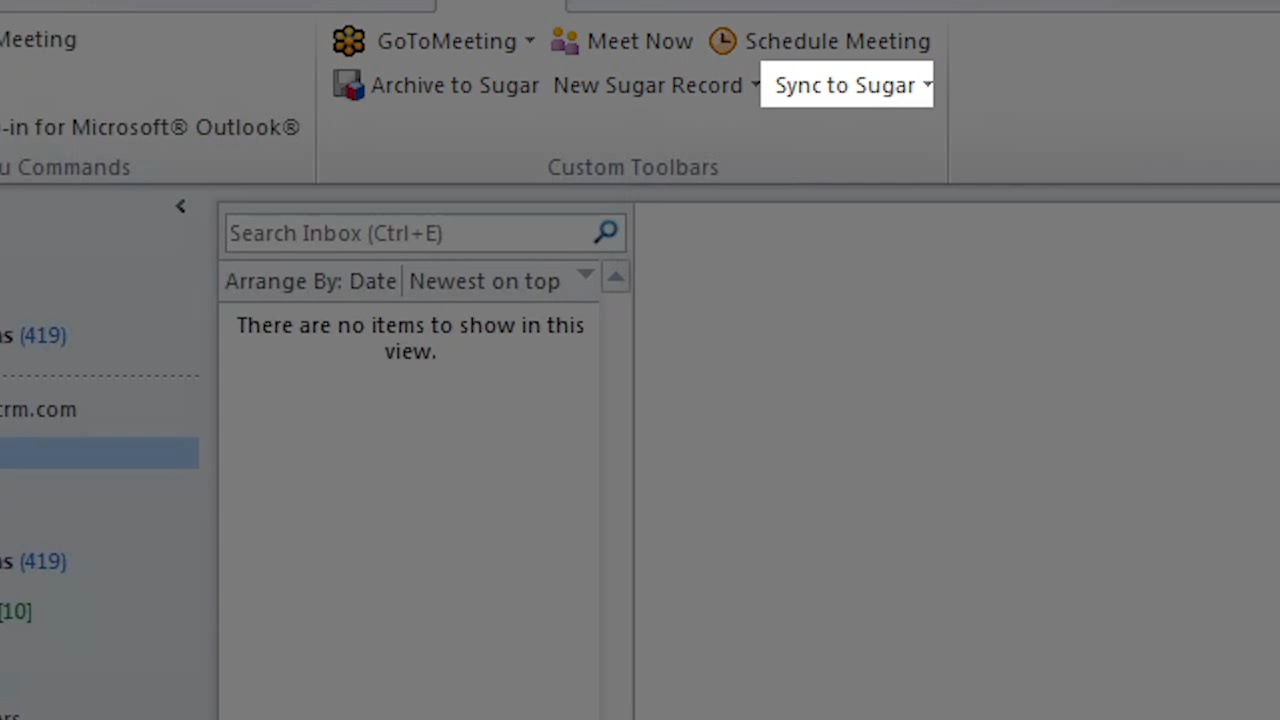 Meeting
GoToMeeting
Meet Now
Schedule Meeting
Archive to Sugar
New Sugar Record
Sync to Sugar
-in for Microsoft® Outlook®
u Commands
Custom Toolbars
Search Inbox (Ctrl+E)
Arrange By: Date
Newest on top
There are no items to show in this
view.
s (419)
crm.com
s (419)
[10]